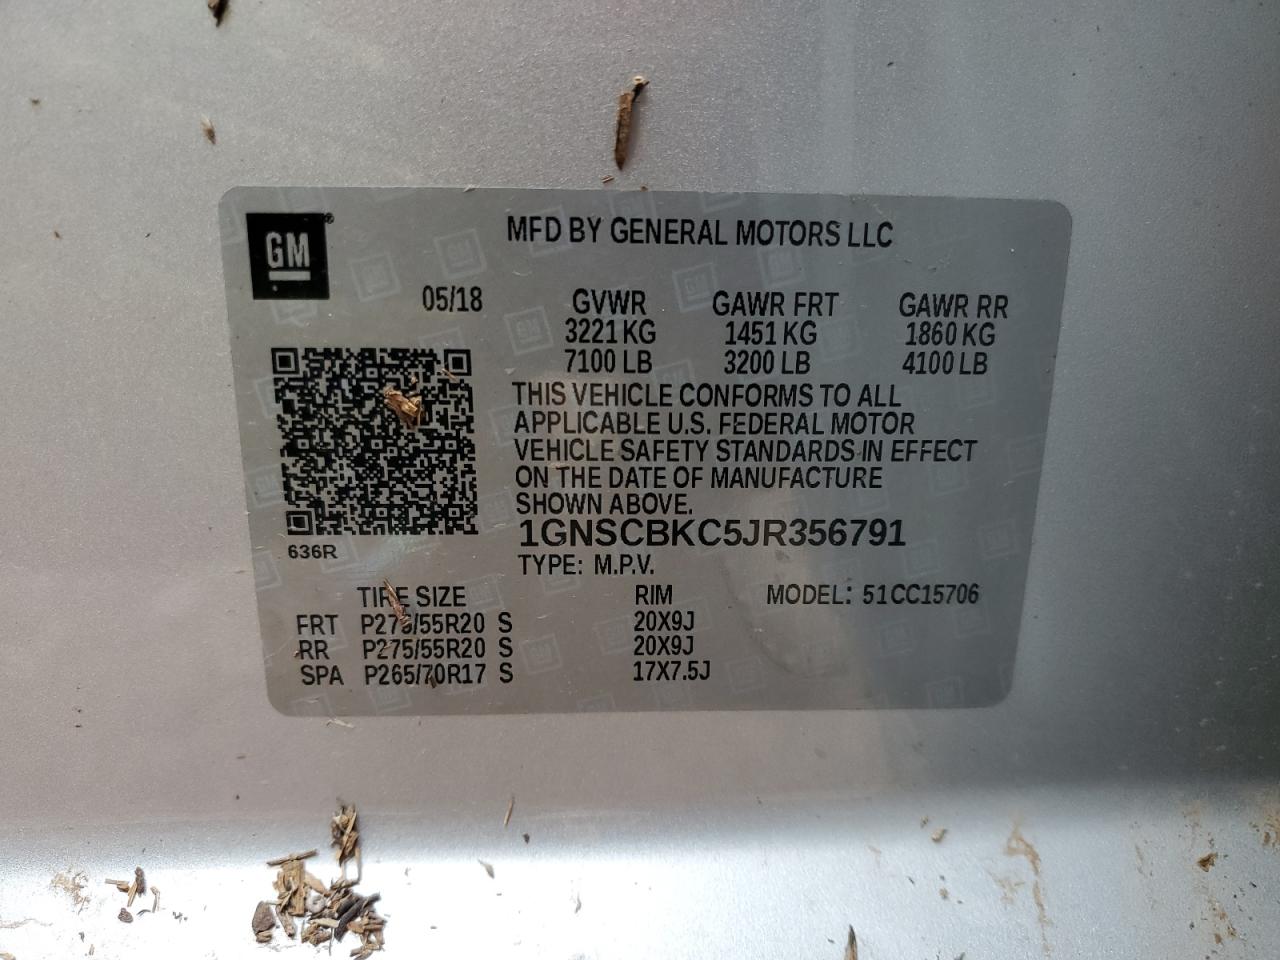 GM ®
MFD BY GENERAL MOTORS LLC
05/18
GVWR GAWR FRT GAWR RR
3221 KG 1451 KG 1860 KG
7100 LB 3200 LB 4100 LB
THIS VEHICLE CONFORMS TO ALL
APPLICABLE U.S. FEDERAL MOTOR
VEHICLE SAFETY STANDARDS IN EFFECT
ON THE DATE OF MANUFACTURE
SHOWN ABOVE.
1GNSCBKC5JR356791
636R
TYPE: M.P.V.
TIRE SIZE RIM MODEL: 51CC15706
FRT P275/55R20 S 20X9J
RR P275/55R20 S 20X9J
SPA P265/70R17 S 17X7.5J